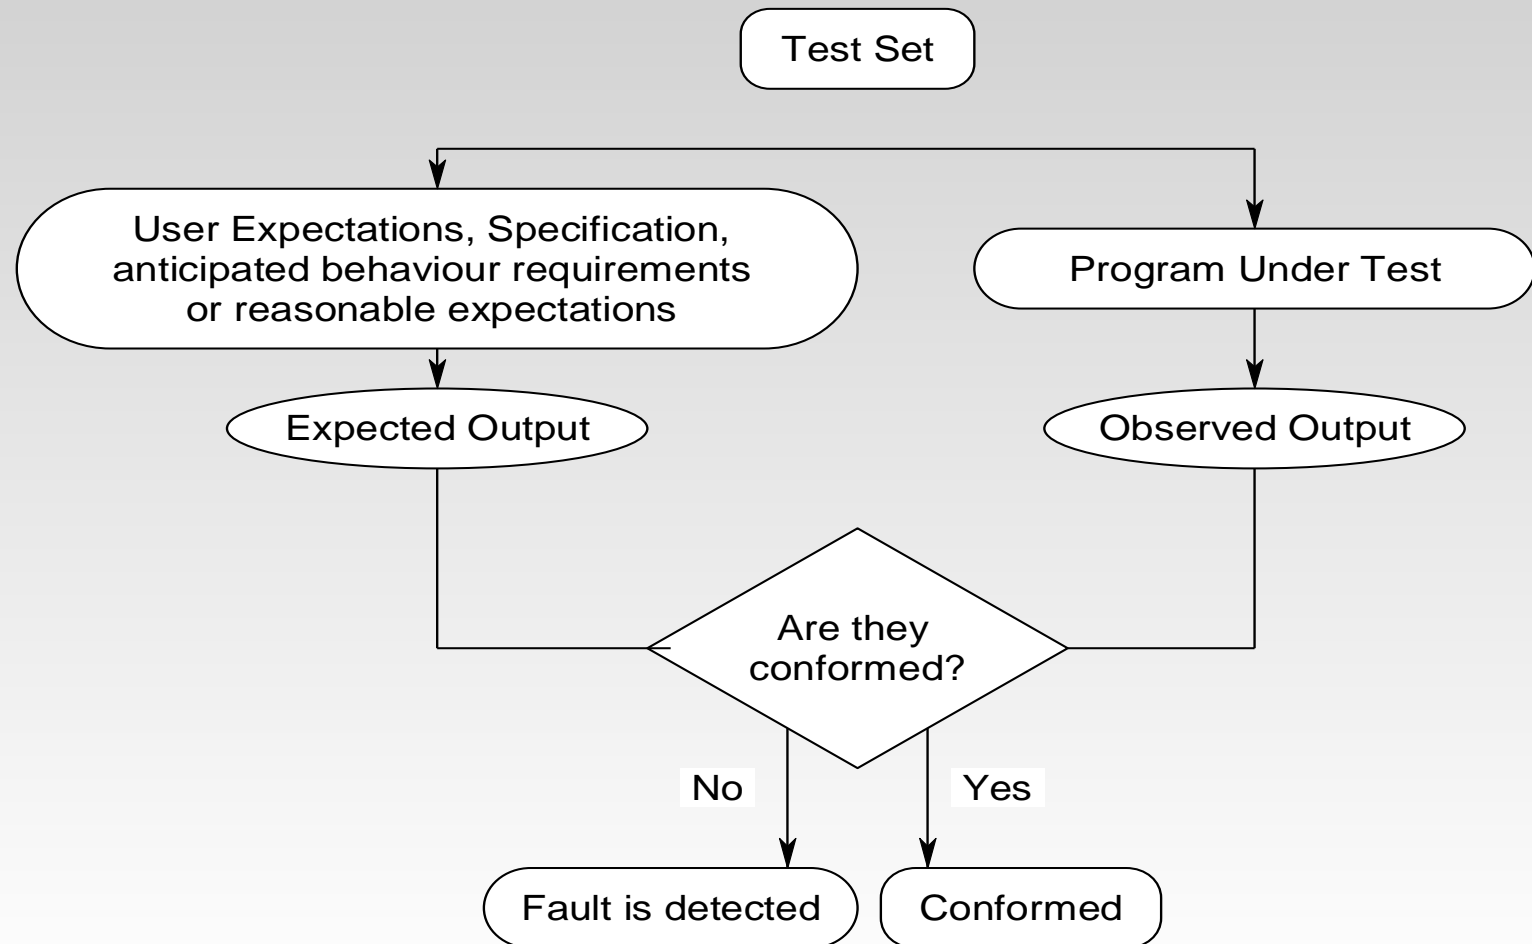 Test Set
User Expectations, Specification,
anticipated behaviour requirements
or reasonable expectations
Program Under Test
Expected Output
Observed Output
Are they
conformed?
No
Yes
Fault is detected
Conformed